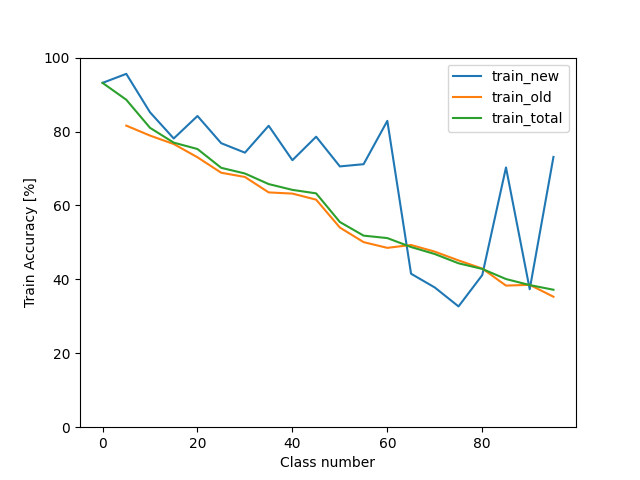 100
80
60
40
20
0
Train Accuracy [%]
train_new
train_old
train_total
0 20 40 60 80
Class number